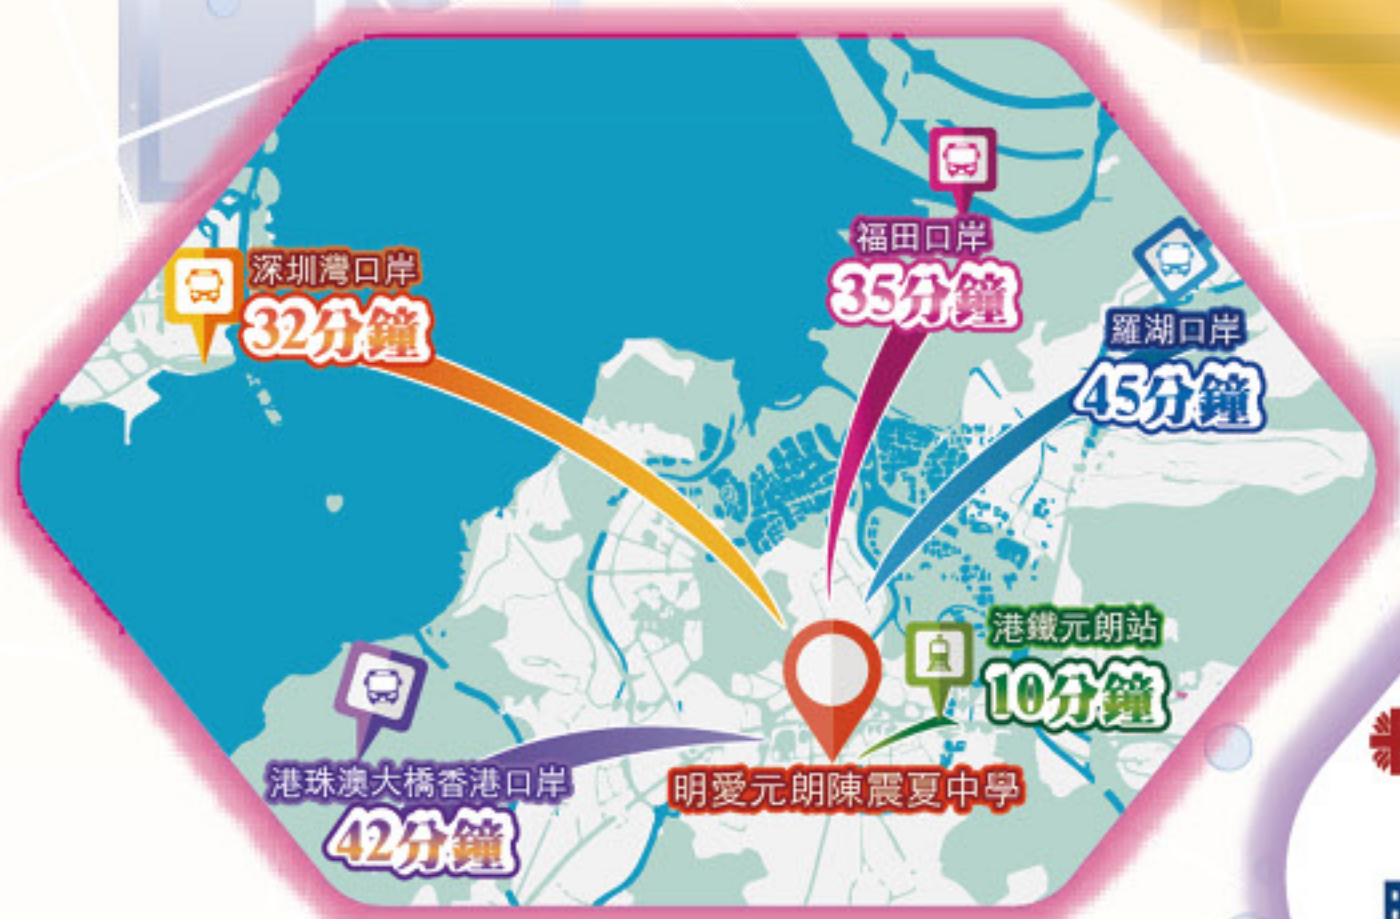 福田口岸
35分鐘
深圳灣口岸
32分鐘
羅湖口岸
45分鐘
港鐵元朗站
10分鐘
港珠澳大橋香港口岸
42分鐘
明愛元朗陳震夏中學